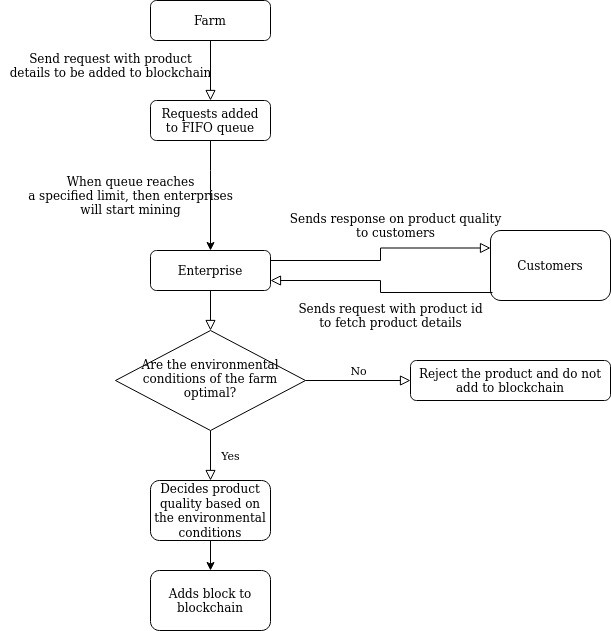 Farm
Send request with product
details to be added to blockchain
Requests added
to FIFO queue
When queue reaches
a specified limit, then enterprises
will start mining
Sends response on product quality
to customers
Enterprise
Customers
Sends request with product id
to fetch product details
Are the environmental
conditions of the farm
optimal?
No
Reject the product and do not
add to blockchain
Yes
Decides product
quality based on
the environmental
conditions
Adds block to
blockchain